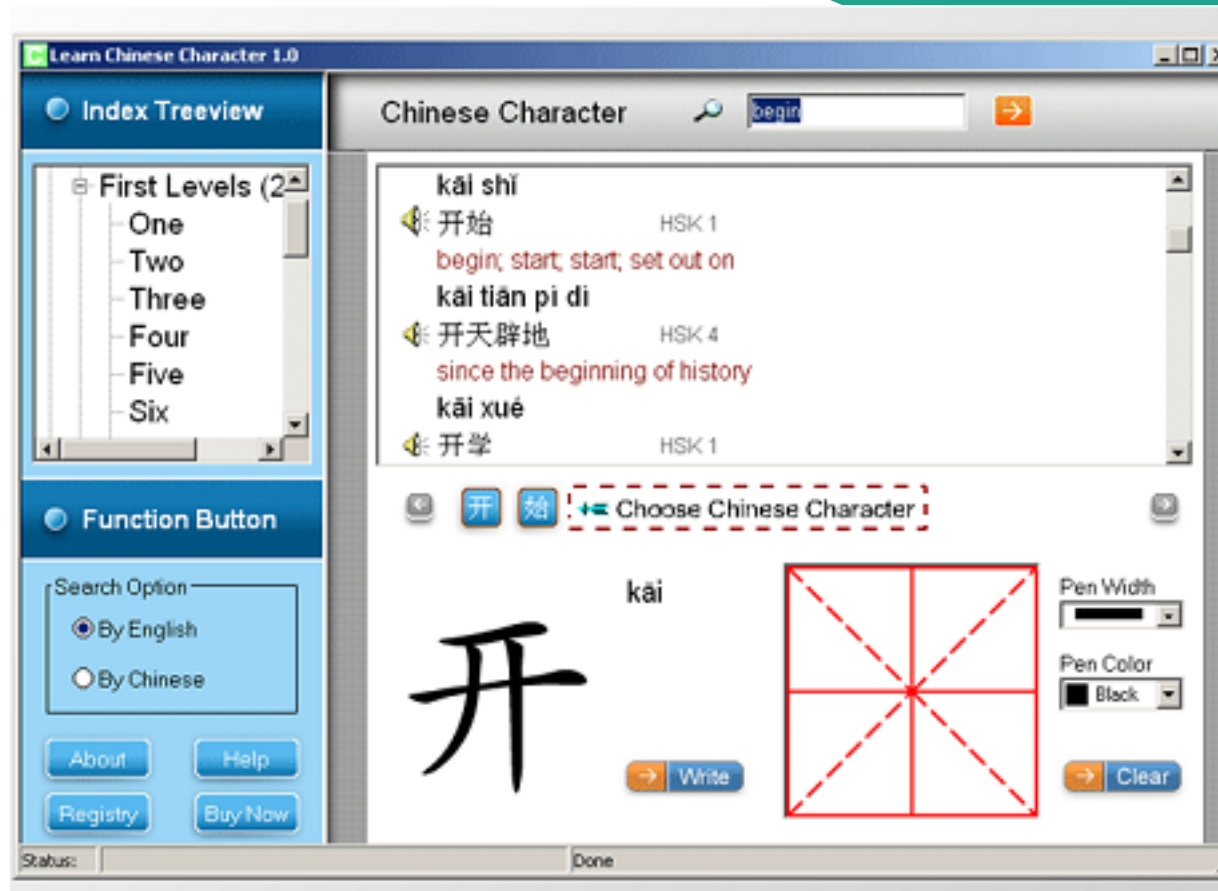 Learn Chinese Character 1.0
Index Treeview
Chinese Character
begin
First Levels (2
One
Two
Three
Four
Five
Six
kāi shǐ
开始 HSK 1
begin; start; start; set out on
kāi tiān pì dì
开天辟地 HSK 4
since the beginning of history
kāi xué
开学 HSK 1
开 始 += Choose Chinese Character
Function Button
Search Option
By English
By Chinese
About Help
Registry Buy Now
kāi
开
Write
Pen Width
Pen Color
Black
Clear
Status: Done